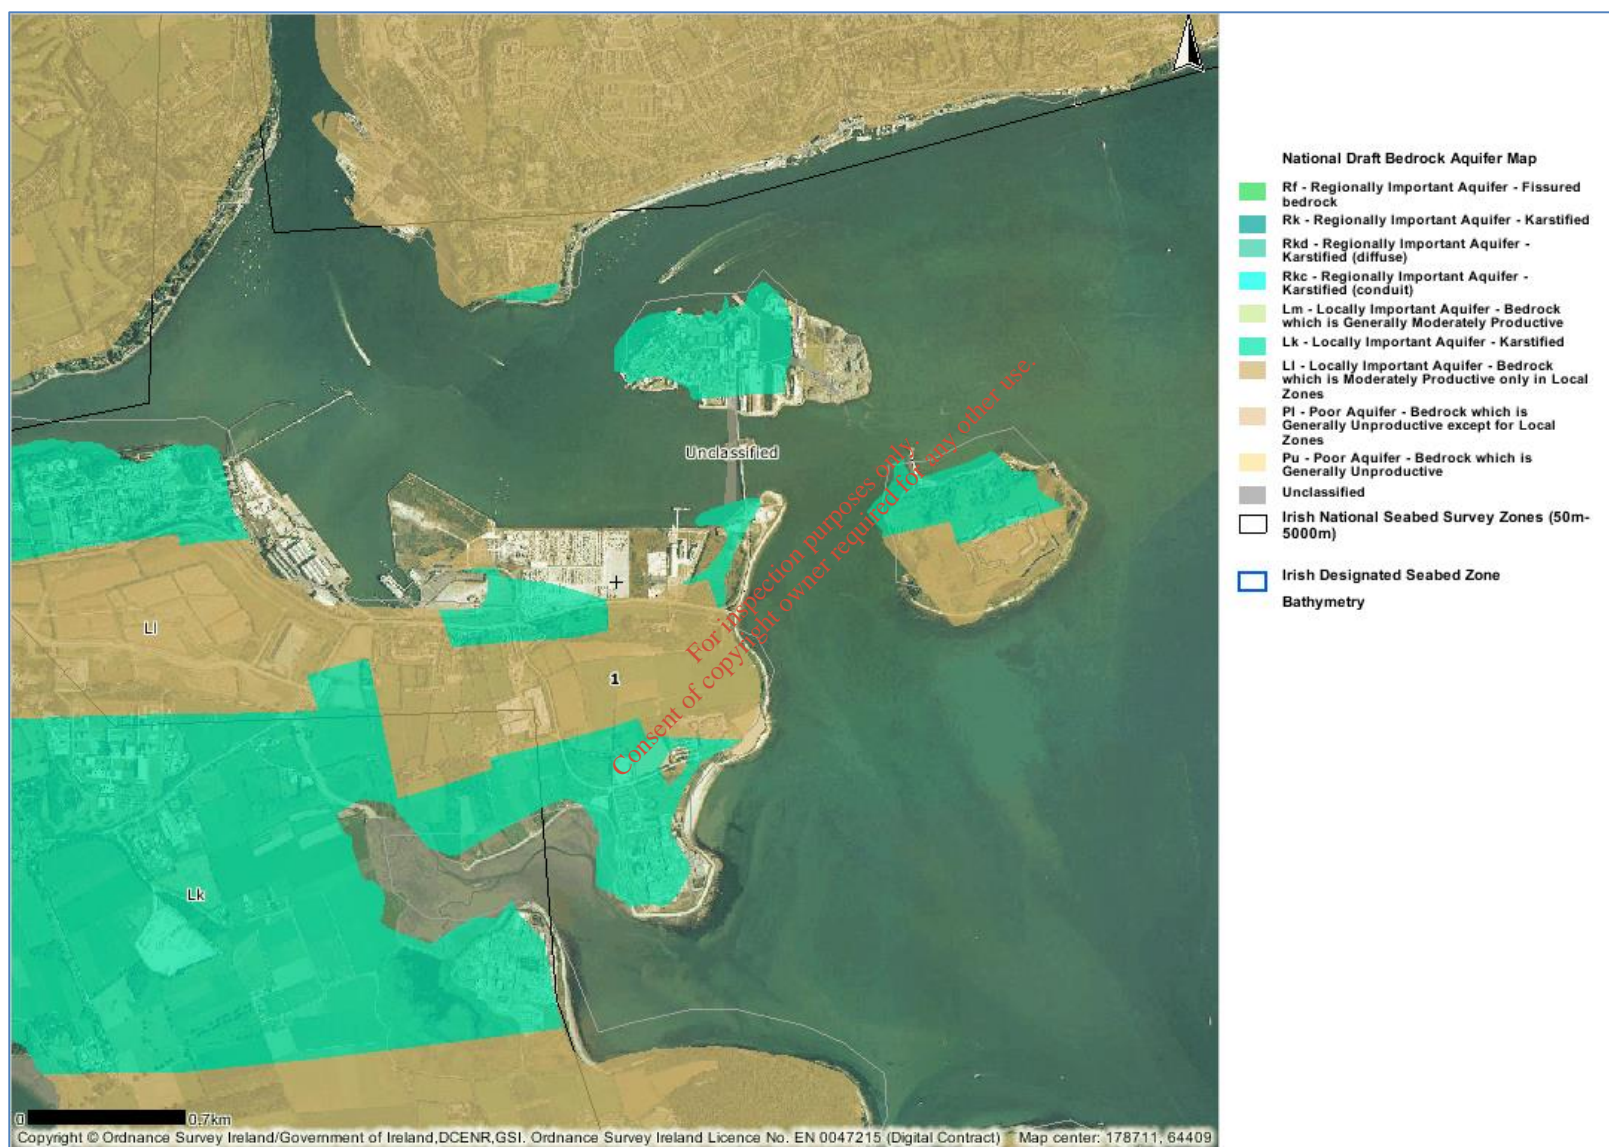 National Draft Bedrock Aquifer Map
Rf - Regionally Important Aquifer - Fissured
bedrock
Rk - Regionally Important Aquifer - Karstified
Rkd - Regionally Important Aquifer -
Karstified (diffuse)
Rkc - Regionally Important Aquifer -
Karstified (conduit)
Lm - Locally Important Aquifer - Bedrock
which is Generally Moderately Productive
Lk - Locally Important Aquifer - Karstified
Ll - Locally Important Aquifer - Bedrock
which is Moderately Productive only in Local
Zones
Pl - Poor Aquifer - Bedrock which is
Generally Unproductive except for Local
Zones
Pu - Poor Aquifer - Bedrock which is
Generally Unproductive
Unclassified
Irish National Seabed Survey Zones (50m-
5000m)
Irish Designated Seabed Zone
Bathymetry
Unclassified
Ll
1
Lk
For inspection purposes only.
Consent of copyright owner required for any other use.
0 0.7km
Copyright © Ordnance Survey Ireland/Government of Ireland,DCENR,GSI. Ordnance Survey Ireland Licence No. EN 0047215 (Digital Contract) Map center: 178711, 64409